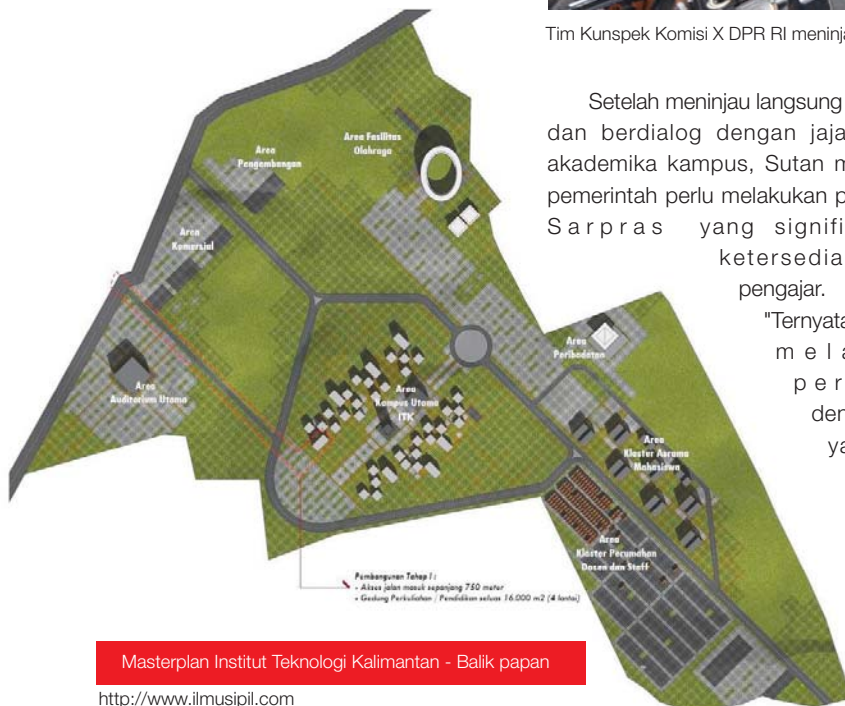 Tim Kunspek Komisi X DPR RI meninja
Setelah meninjau langsung
dan berdialog dengan jaja
akademika kampus, Sutan m
pemerintah perlu melakukan p
Sarpras yang signifi
ketersedia
pengajar.
"Ternyata
mela
per
den
ya
Area
Pengembangan
Area Fasilitas
Olahraga
Area
Komersial
Area
Auditorium Utama
Area
Kampus Utama
ITK
Area
Peribadatan
Area
Klaster Asrama
Mahasiswa
Area
Klaster Perumahan
Dosen dan Staff
Pembangunan Tahap I :
- Akses jalan masuk sepanjang 750 meter
- Gedung Perkuliahan / Pendidikan seluas 16.000 m2 (4 lantai)
Masterplan Institut Teknologi Kalimantan - Balik papan
http://www.ilmusipil.com